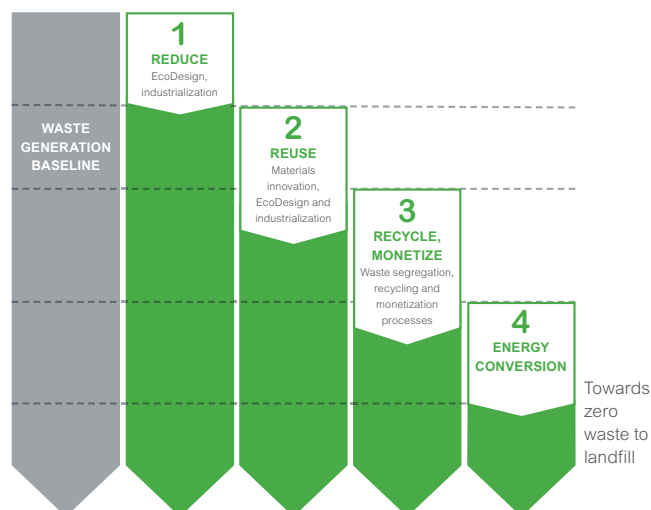 WASTE
GENERATION
BASELINE
1
REDUCE
EcoDesign,
industrialization
2
REUSE
Materials
innovation,
EcoDesign and
industrialization
3
RECYCLE,
MONETIZE
Waste segregation,
recycling and
monetization
processes
4
ENERGY
CONVERSION
Towards
zero
waste to
landfill